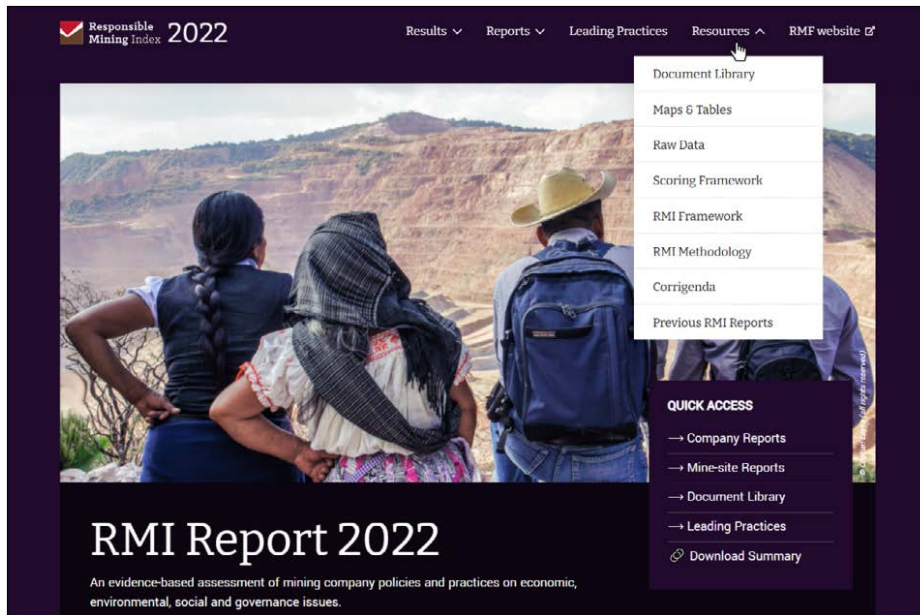 Responsible
Mining Index 2022
Results
Reports
Leading Practices
Resources
RMF website
Document Library
Maps & Tables
Raw Data
Scoring Framework
RMI Framework
RMI Methodology
Corrigenda
Previous RMI Reports
(all rights reserved)
QUICK ACCESS
→ Company Reports
→ Mine-site Reports
→ Document Library
→ Leading Practices
Download Summary
RMI Report 2022
An evidence-based assessment of mining company policies and practices on economic,
environmental, social and governance issues.